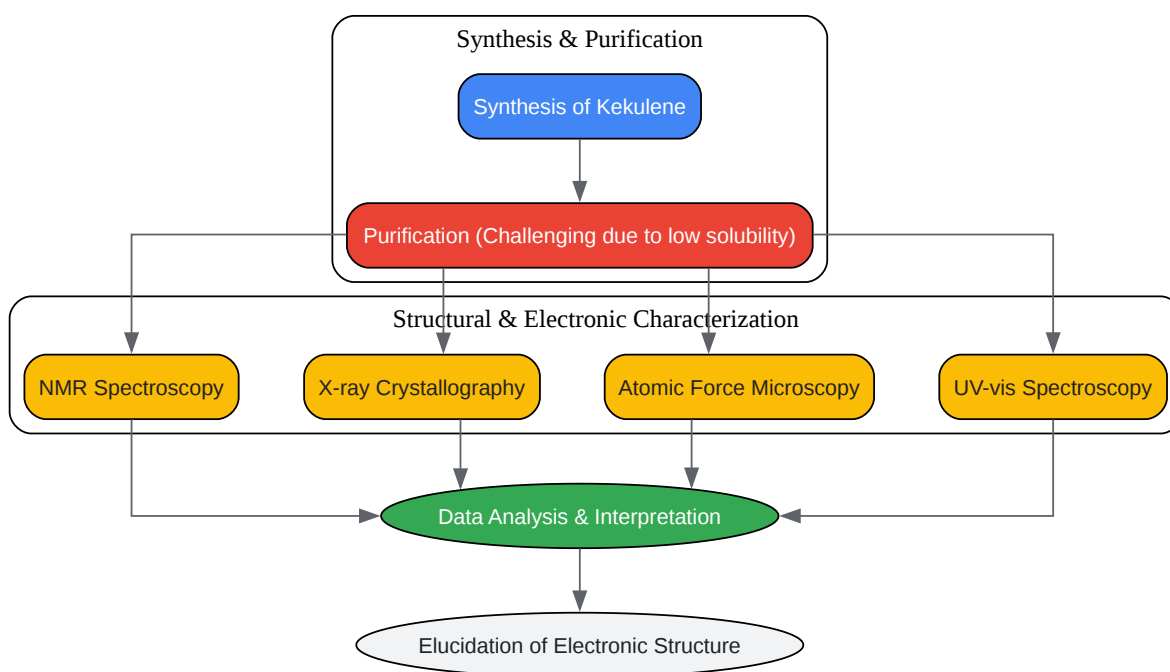 Synthesis & Purification
Synthesis of Kekulene
Purification (Challenging due to low solubility)
Structural & Electronic Characterization
NMR Spectroscopy
X-ray Crystallography
Atomic Force Microscopy
UV-vis Spectroscopy
Data Analysis & Interpretation
Elucidation of Electronic Structure